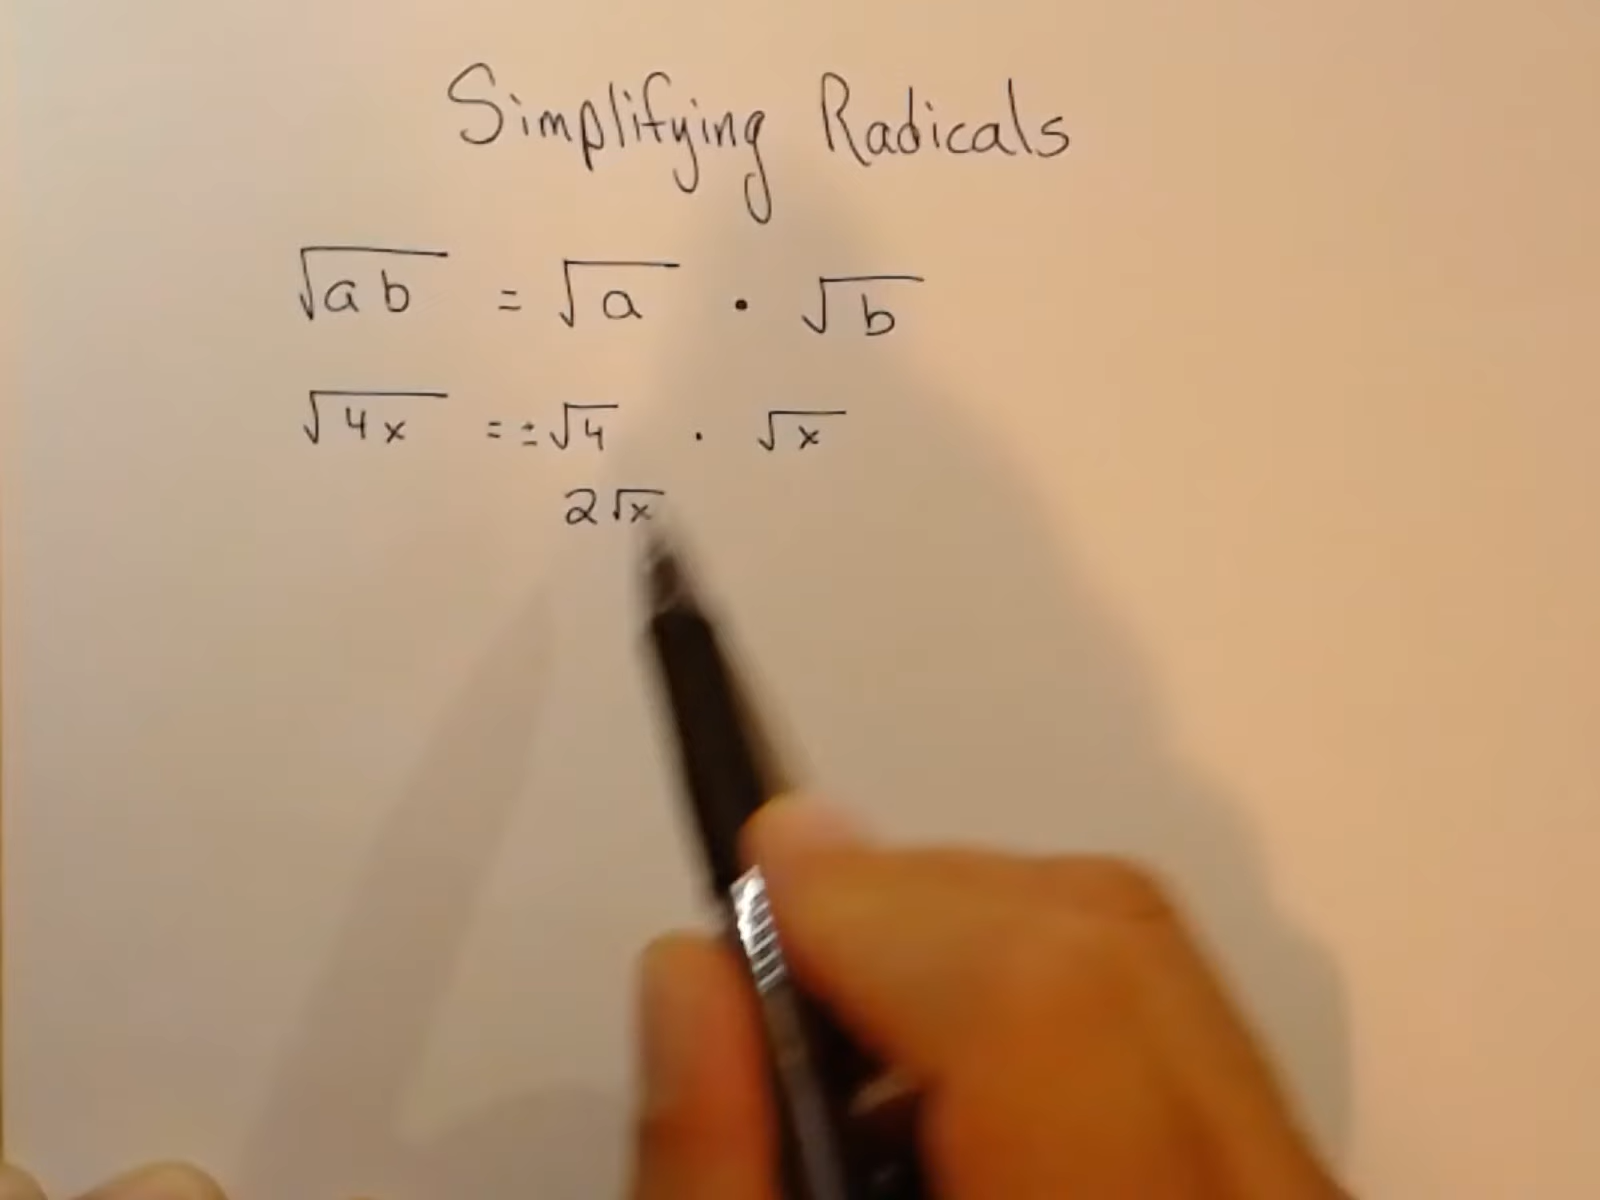 Simplifying Radicals
√ab = √a · √b
√4x = ±√4 · √x
2√x